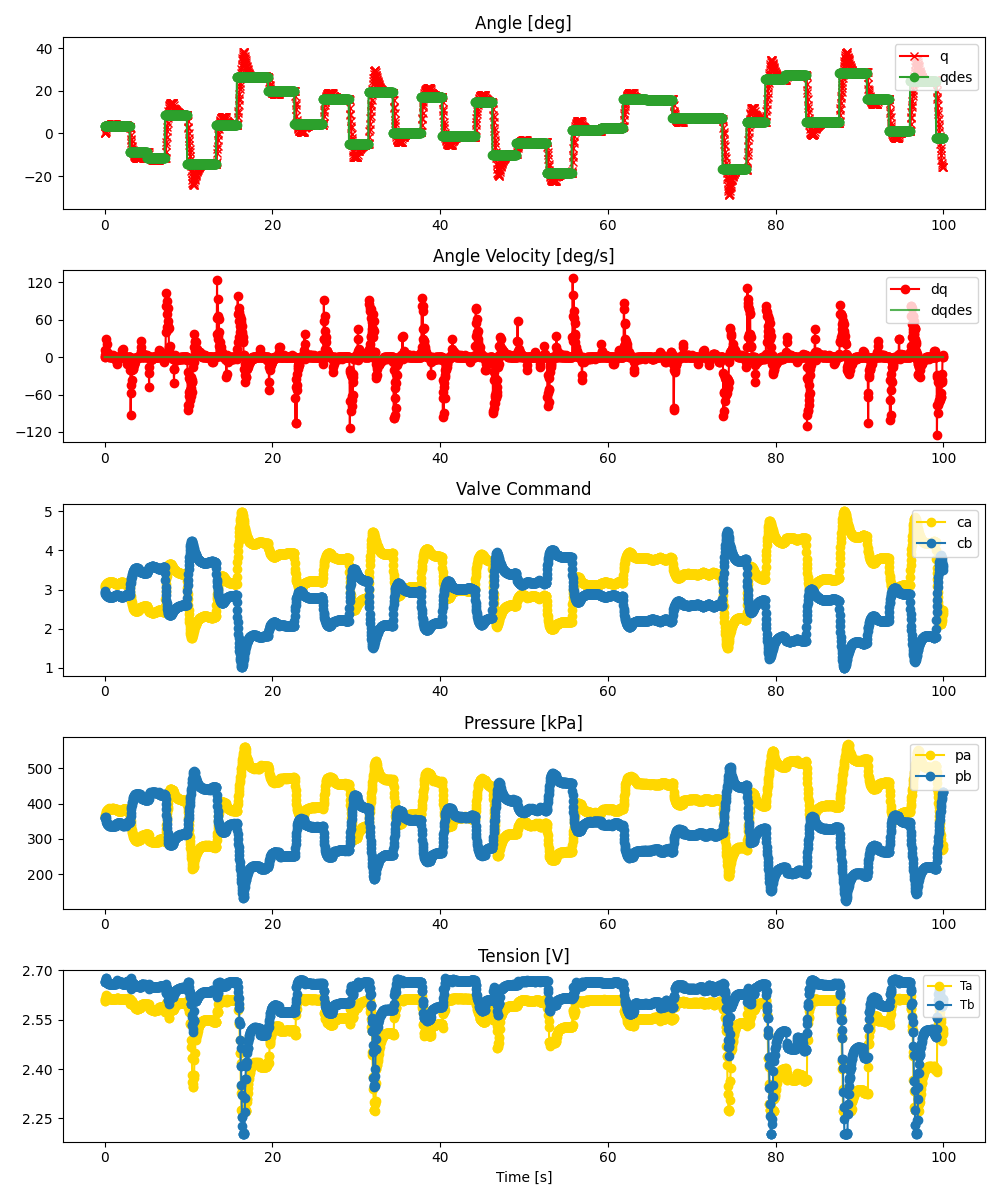 Angle [deg]
40
20
0
−20
q
qdes
0 20 40 60 80 100
Angle Velocity [deg/s]
120
60
0
−60
−120
dq
dqdes
0 20 40 60 80 100
Valve Command
5
4
3
2
1
ca
cb
0 20 40 60 80 100
Pressure [kPa]
500
400
300
200
pa
pb
0 20 40 60 80 100
Tension [V]
2.70
2.55
2.40
2.25
Ta
Tb
0 20 40 60 80 100
Time [s]